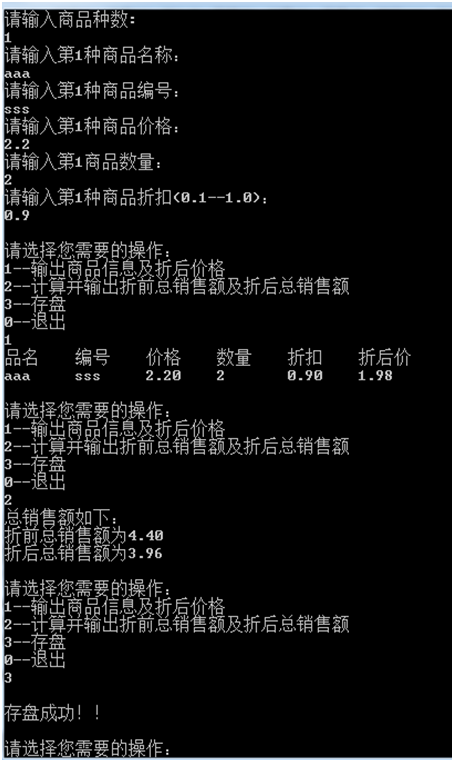 请输入商品种数:
1
请输入第1种商品名称:
aaa
请输入第1种商品编号:
sss
请输入第1种商品价格:
2.2
请输入第1商品数量:
2
请输入第1种商品折扣(0.1--1.0):
0.9
请选择您需要的操作:
1--输出商品信息及折后价格
2--计算并输出折前总销售额及折后总销售额
3--存盘
0--退出
1
品名 编号 价格 数量 折扣 折后价
aaa sss 2.20 2 0.90 1.98
请选择您需要的操作:
1--输出商品信息及折后价格
2--计算并输出折前总销售额及折后总销售额
3--存盘
0--退出
2
总销售额如下:
折前总销售额为4.40
折后总销售额为3.96
请选择您需要的操作:
1--输出商品信息及折后价格
2--计算并输出折前总销售额及折后总销售额
3--存盘
0--退出
3
存盘成功!!
请选择您需要的操作: